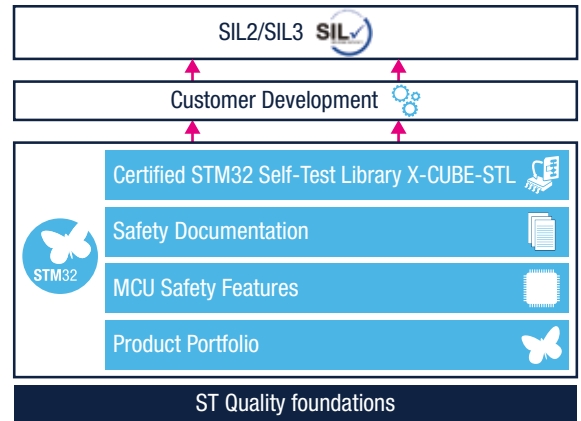 SIL2/SIL3 SIL
Customer Development
Certified STM32 Self-Test Library X-CUBE-STL
Safety Documentation
STM32
MCU Safety Features
Product Portfolio
ST Quality foundations